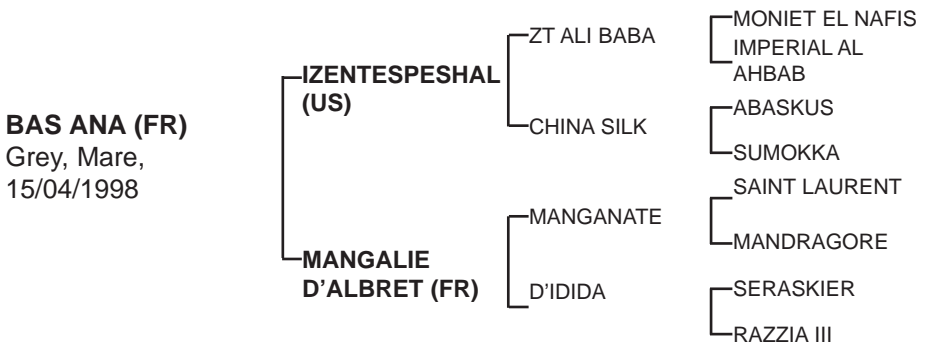 BAS ANA (FR)
Grey, Mare,
15/04/1998
IZENTESPESHAL
(US)
MANGALIE
D’ALBRET (FR)
ZT ALI BABA
CHINA SILK
MANGANATE
D’IDIDA
MONIET EL NAFIS
IMPERIAL AL
AHBAB
ABASKUS
SUMOKKA
SAINT LAURENT
MANDRAGORE
SERASKIER
RAZZIA III